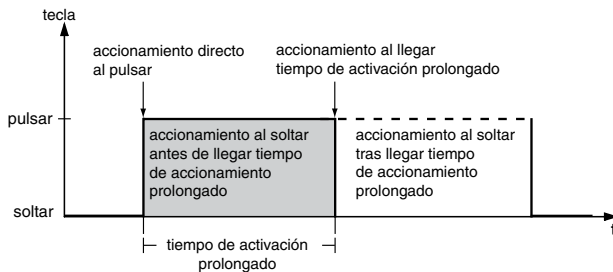 tecla
accionamiento directo
al pulsar
accionamiento al llegar
tiempo de activación prolongado
pulsar
accionamiento al soltar
antes de llegar tiempo
de accionamiento
prolongado
accionamiento al soltar
tras llegar tiempo
de accionamiento
prolongado
soltar
t
tiempo de activación
prolongado